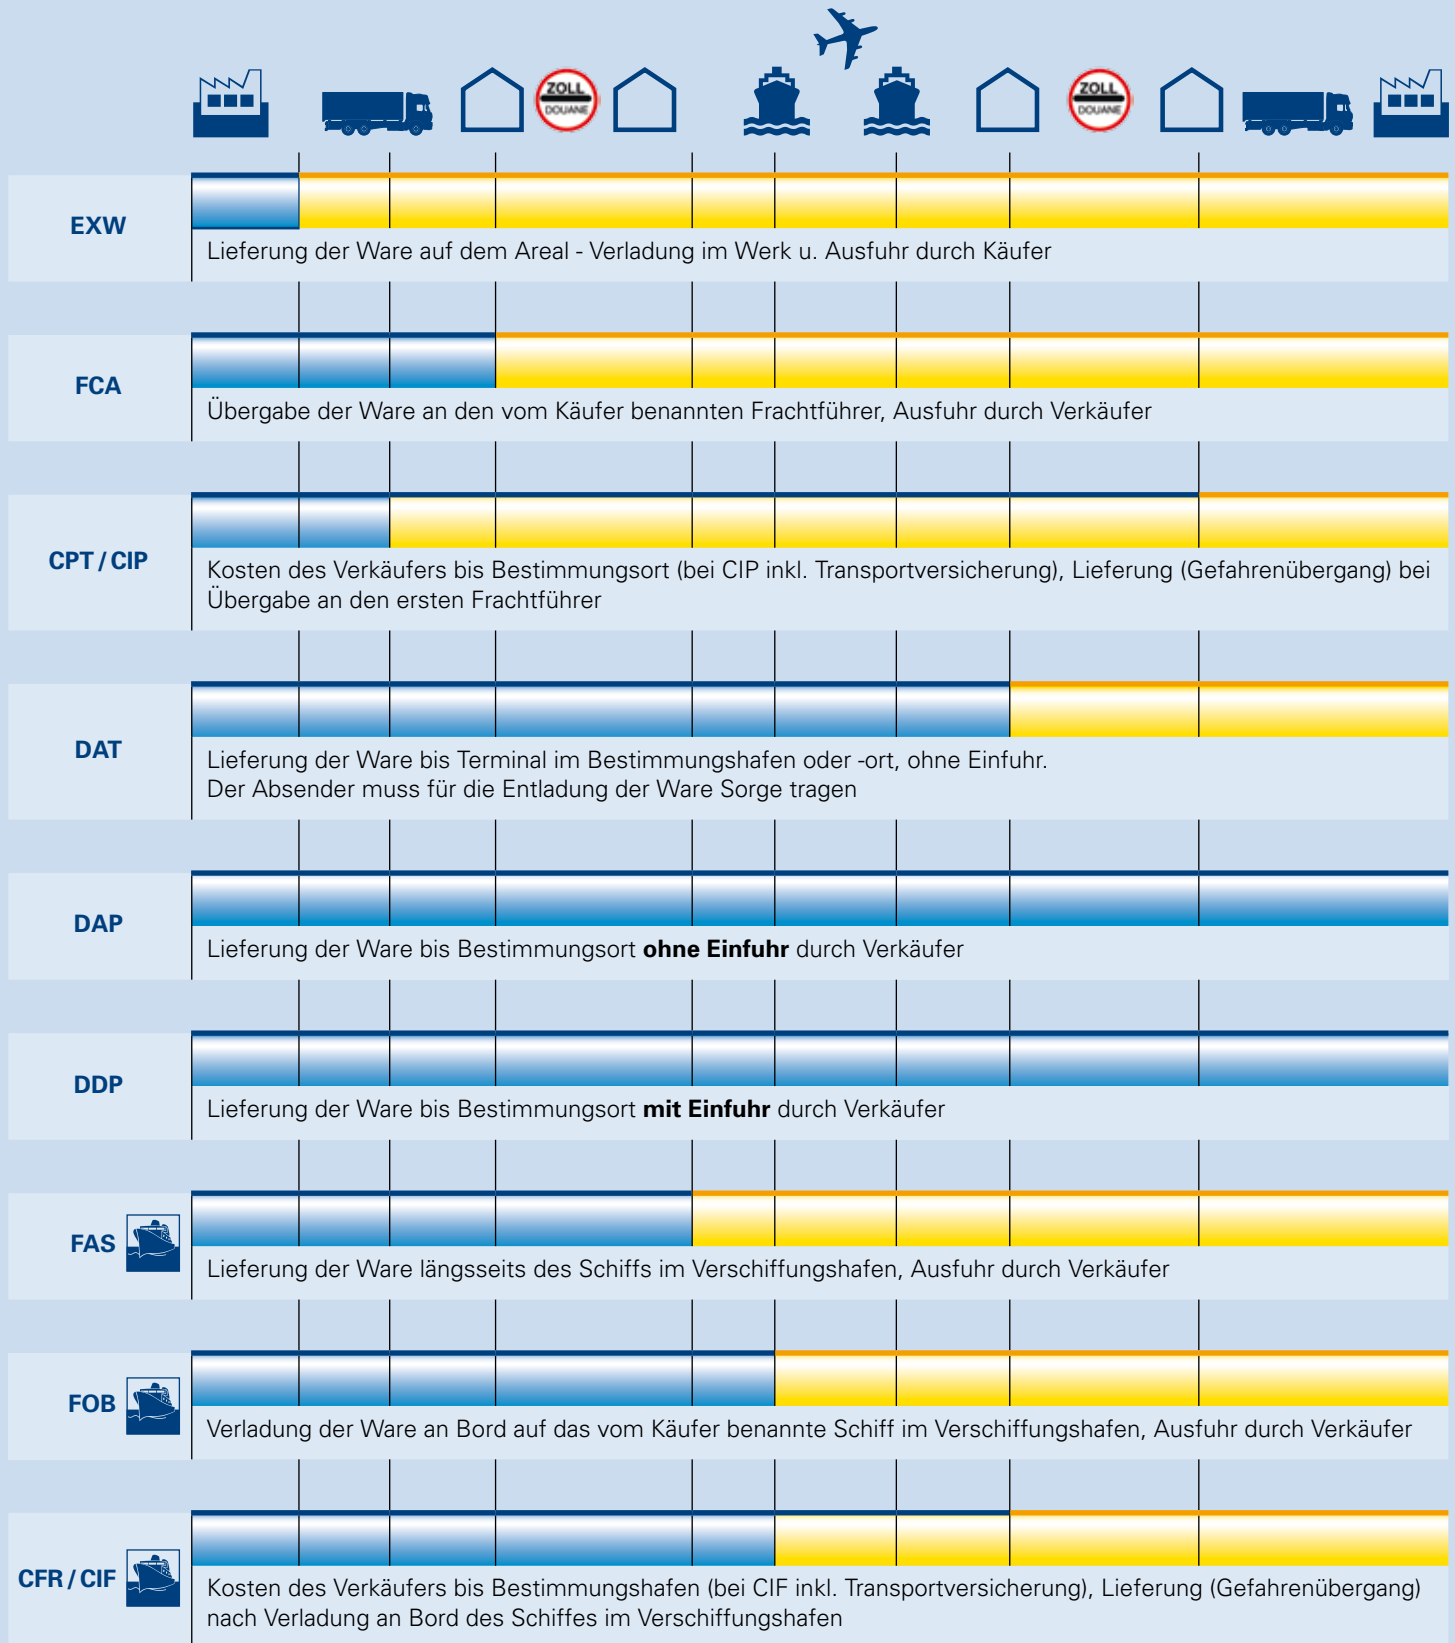 ZOLL
DOUANE
ZOLL
DOUANE
EXW
Lieferung der Ware auf dem Areal - Verladung im Werk u. Ausfuhr durch Käufer
FCA
Übergabe der Ware an den vom Käufer benannten Frachtführer, Ausfuhr durch Verkäufer
CPT / CIP
Kosten des Verkäufers bis Bestimmungsort (bei CIP inkl. Transportversicherung), Lieferung (Gefahrenübergang) bei
Übergabe an den ersten Frachtführer
DAT
Lieferung der Ware bis Terminal im Bestimmungshafen oder -ort, ohne Einfuhr.
Der Absender muss für die Entladung der Ware Sorge tragen
DAP
Lieferung der Ware bis Bestimmungsort ohne Einfuhr durch Verkäufer
DDP
Lieferung der Ware bis Bestimmungsort mit Einfuhr durch Verkäufer
FAS
Lieferung der Ware längsseits des Schiffs im Verschiffungshafen, Ausfuhr durch Verkäufer
FOB
Verladung der Ware an Bord auf das vom Käufer benannte Schiff im Verschiffungshafen, Ausfuhr durch Verkäufer
CFR / CIF
Kosten des Verkäufers bis Bestimmungshafen (bei CIF inkl. Transportversicherung), Lieferung (Gefahrenübergang)
nach Verladung an Bord des Schiffes im Verschiffungshafen